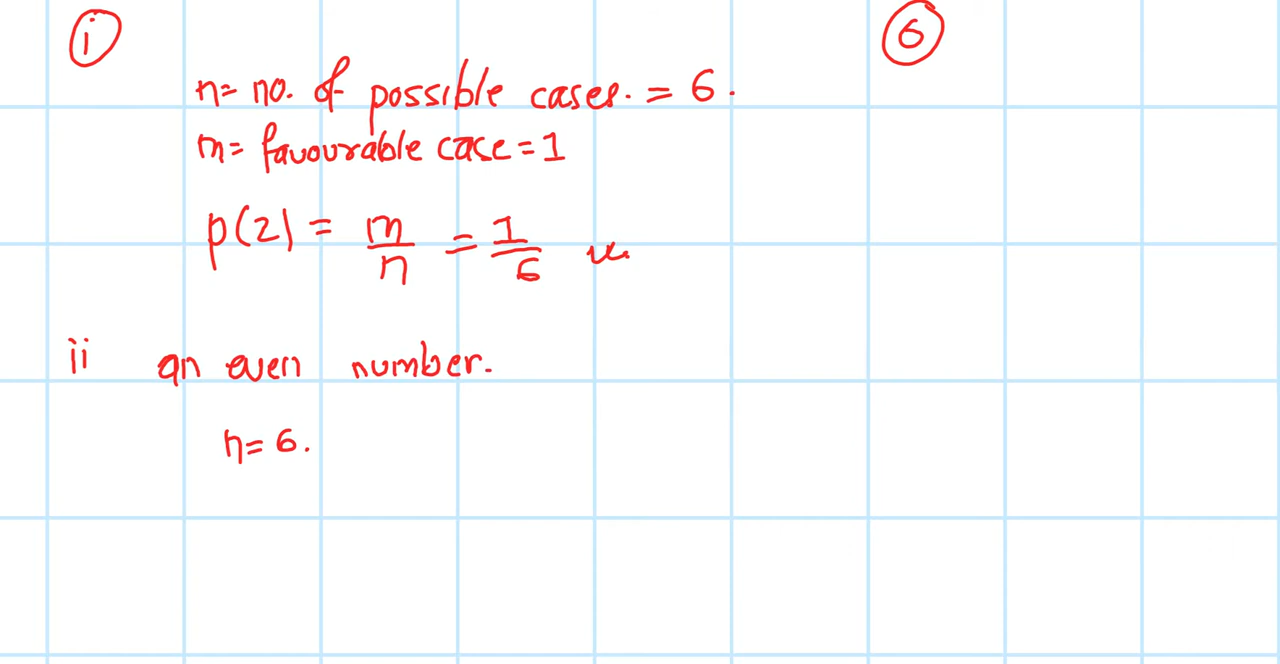 i
6
n= no. of possible cases. = 6.
m= favourable case = 1
p(2) = m/n = 1/6
ii an even number.
n= 6.